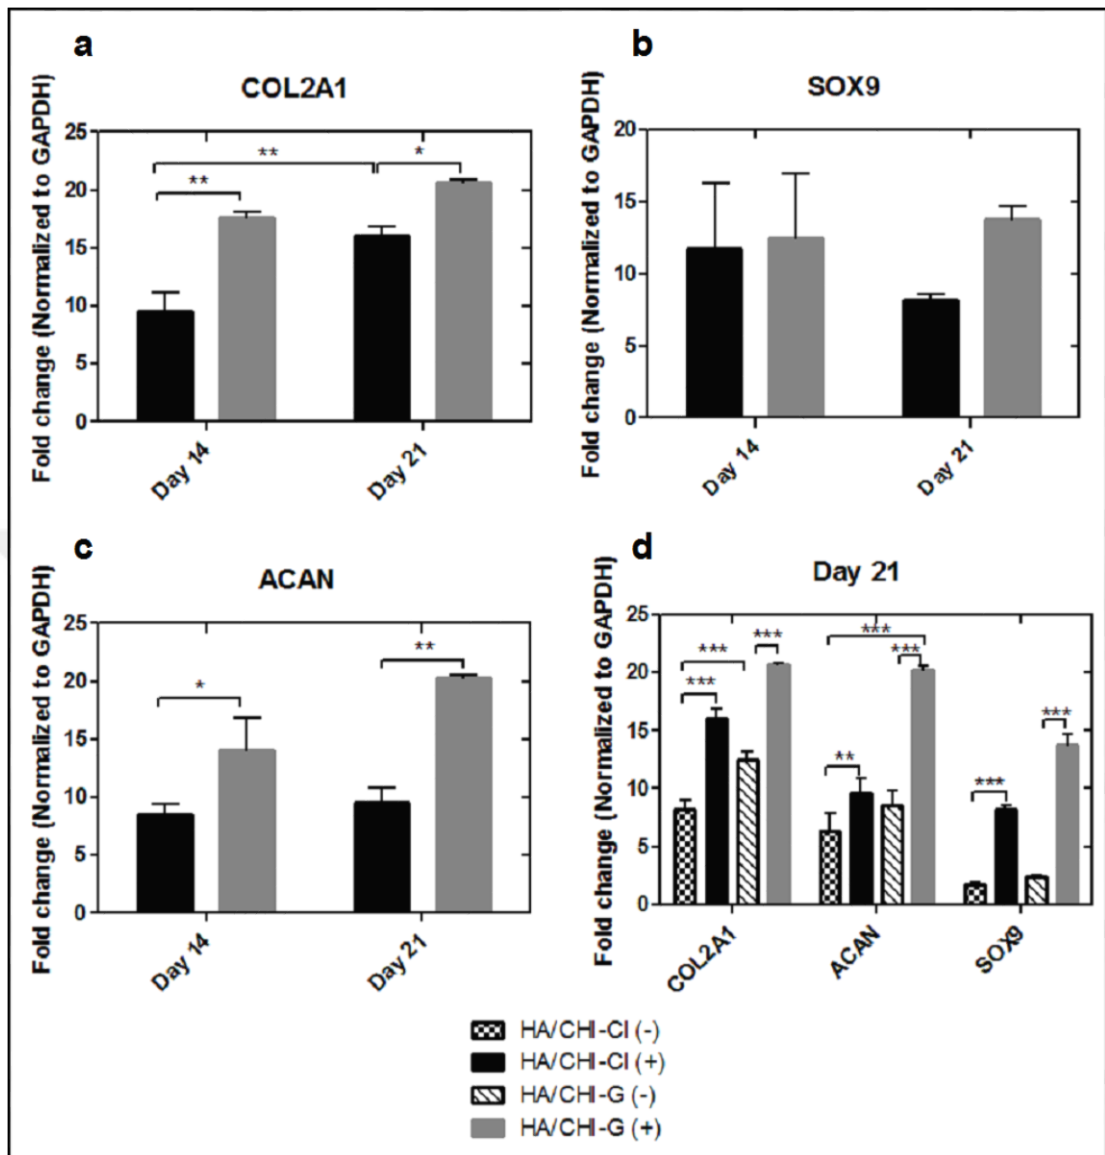 a
COL2A1
Fold change (Normalized to GAPDH)
25
20
15
10
5
0
**
**
*
Day 14
Day 21
b
SOX9
Fold change (Normalized to GAPDH)
20
15
10
5
0
Day 14
Day 21
c
ACAN
Fold change (Normalized to GAPDH)
25
20
15
10
5
0
*
**
Day 14
Day 21
d
Day 21
Fold change (Normalized to GAPDH)
25
20
15
10
5
0
***
***
***
***
***
**
***
***
COL2A1
ACAN
SOX9
HA/CHI-CI (-)
HA/CHI-CI (+)
HA/CHI-G (-)
HA/CHI-G (+)